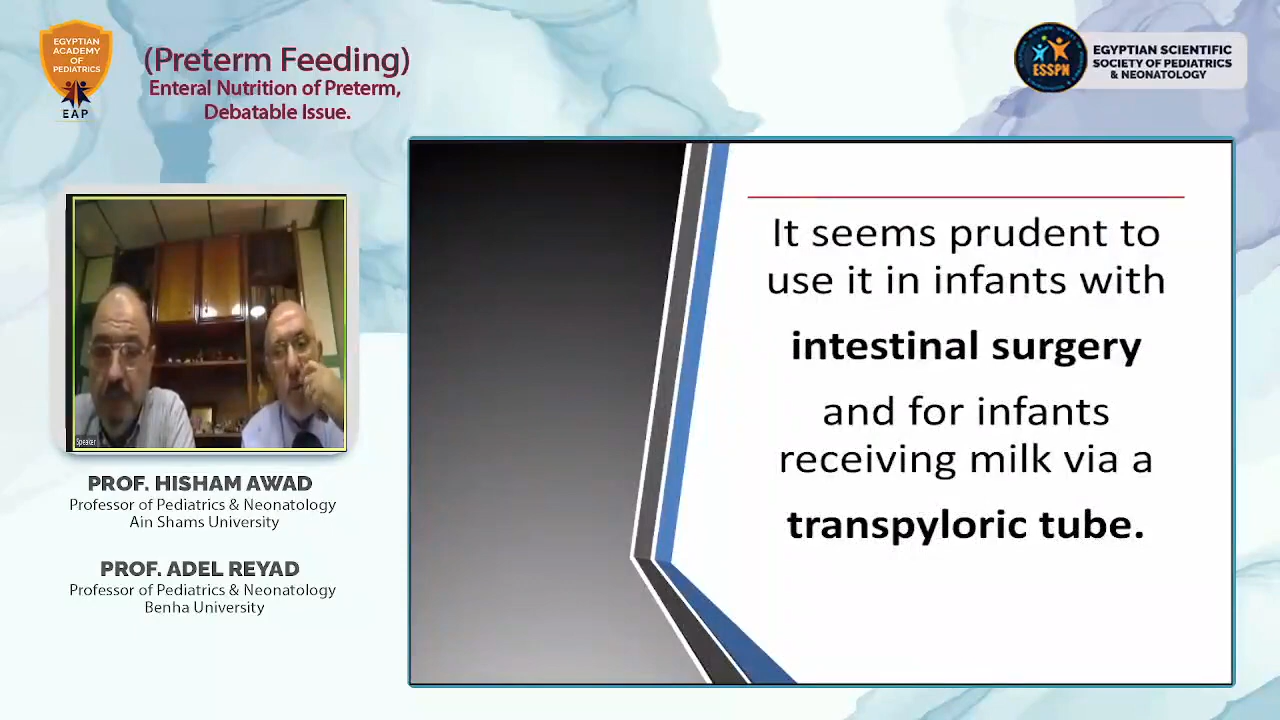 EGYPTIAN
ACADEMY
OF
PEDIATRICS
EAP
(Preterm Feeding)
Enteral Nutrition of Preterm,
Debatable Issue.
ESSPN
EGYPTIAN SCIENTIFIC
SOCIETY OF PEDIATRICS
& NEONATOLOGY
Speaker
PROF. HISHAM AWAD
Professor of Pediatrics & Neonatology
Ain Shams University
PROF. ADEL REYAD
Professor of Pediatrics & Neonatology
Benha University
It seems prudent to
use it in infants with
intestinal surgery
and for infants
receiving milk via a
transpyloric tube.